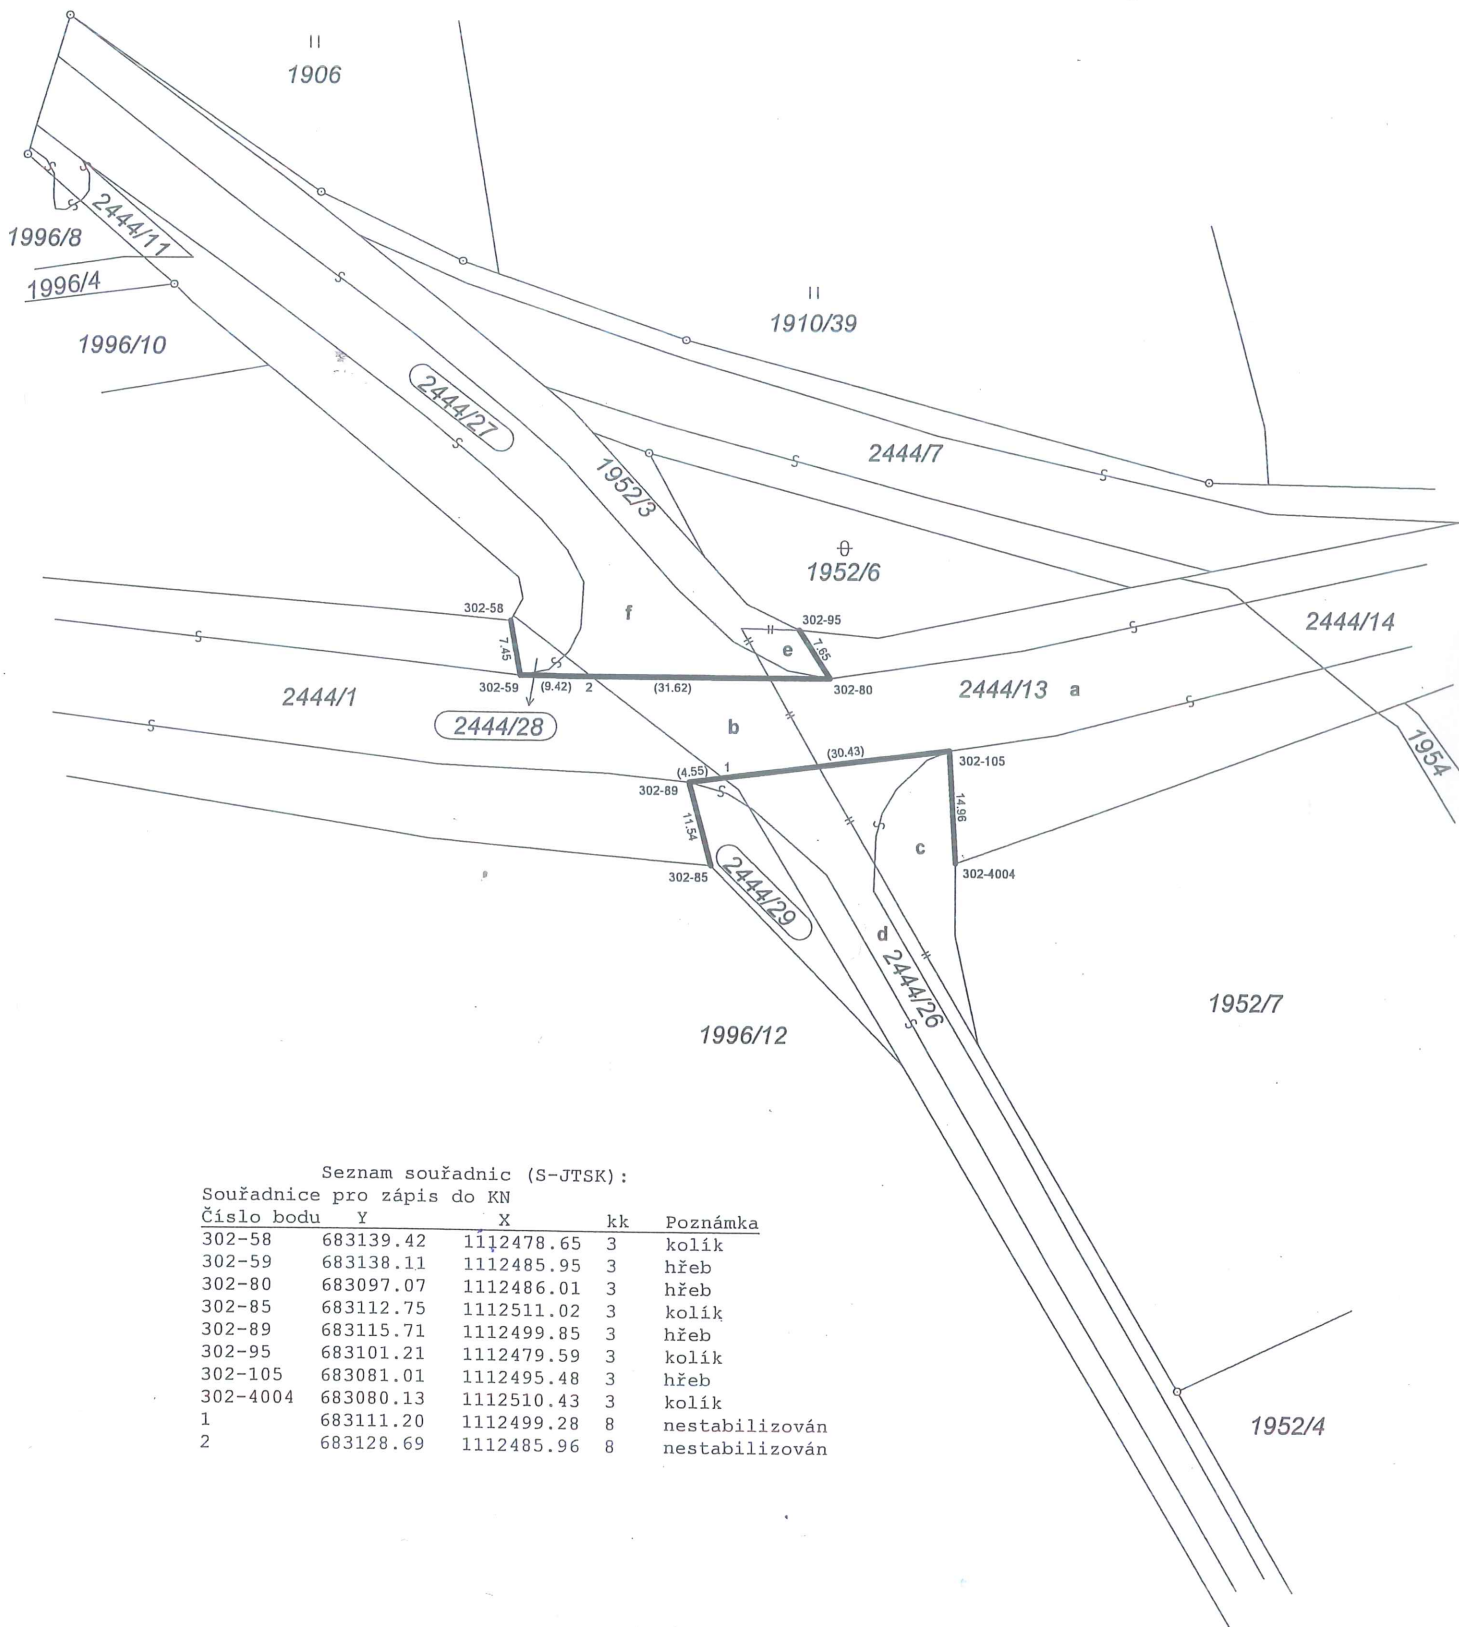 1906
2444/11
1996/8
1996/4
1996/10
1910/39
2444/27
2444/7
1952/3
1952/6
302-58
f
302-95
2444/14
7.45
7.65
e
302-59
(9.42)
2
(31.62)
302-80
2444/1
2444/13
a
2444/28
b
1954
(30.43)
302-105
(4.55)
1
302-89
14.96
11.54
c
302-85
302-4004
2444/29
d
2444/26
1952/7
1996/12
Seznam souřadnic (S-JTSK):
Souřadnice pro zápis do KN
Číslo bodu Y X kk Poznámka
302-58 683139.42 1112478.65 3 kolík
302-59 683138.11 1112485.95 3 hřeb
302-80 683097.07 1112486.01 3 hřeb
302-85 683112.75 1112511.02 3 kolík
302-89 683115.71 1112499.85 3 hřeb
302-95 683101.21 1112479.59 3 kolík
302-105 683081.01 1112495.48 3 hřeb
302-4004 683080.13 1112510.43 3 kolík
1 683111.20 1112499.28 8 nestabilizován
2 683128.69 1112485.96 8 nestabilizován
1952/4